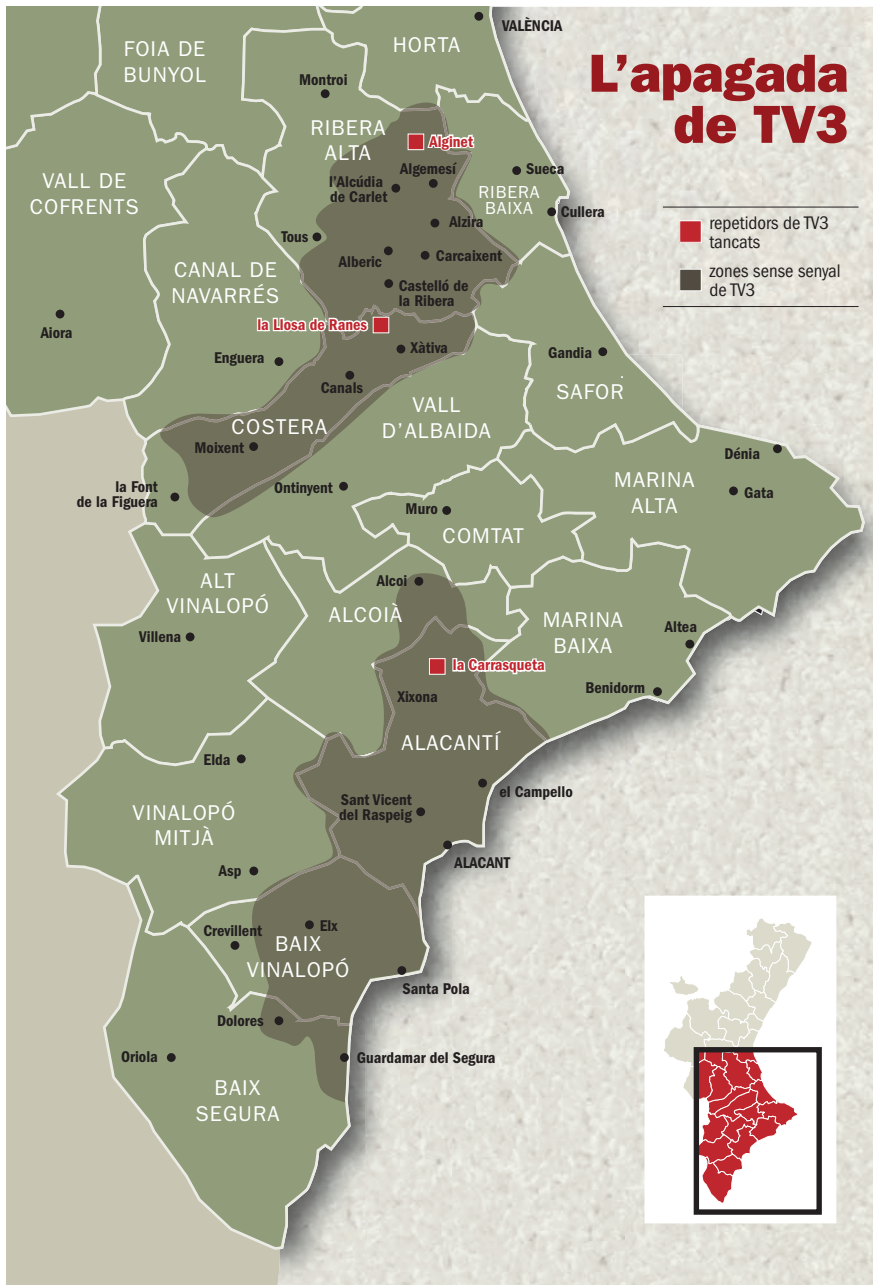 L'apagada
de TV3
repetidors de TV3
tancats
zones sense senyal
de TV3
VALÈNCIA
HORTA
FOIA DE
BUNYOL
Montroi
RIBERA
ALTA
Alginet
Algemesí
l'Alcúdia
de Carlet
Sueca
RIBERA
BAIXA
Cullera
VALL DE
COFRENTS
Alzira
Tous
Alberic
Carcaixent
CANAL DE
NAVARRÉS
Castelló de
la Ribera
Aiora
la Llosa de Ranes
Xàtiva
Enguera
Canals
Gandia
SAFOR
VALL
D'ALBAIDA
COSTERA
Moixent
Dénia
la Font
de la Figuera
Ontinyent
MARINA
ALTA
Gata
Muro
COMTAT
ALT
VINALOPÓ
Alcoi
ALCOIÀ
MARINA
BAIXA
Altea
Villena
la Carrasqueta
Xixona
Benidorm
ALACANTÍ
Elda
el Campello
Sant Vicent
del Raspeig
VINALOPÓ
MITJÀ
ALACANT
Asp
Crevillent
Elx
BAIX
VINALOPÓ
Santa Pola
Dolores
Oriola
Guardamar del Segura
BAIX
SEGURA